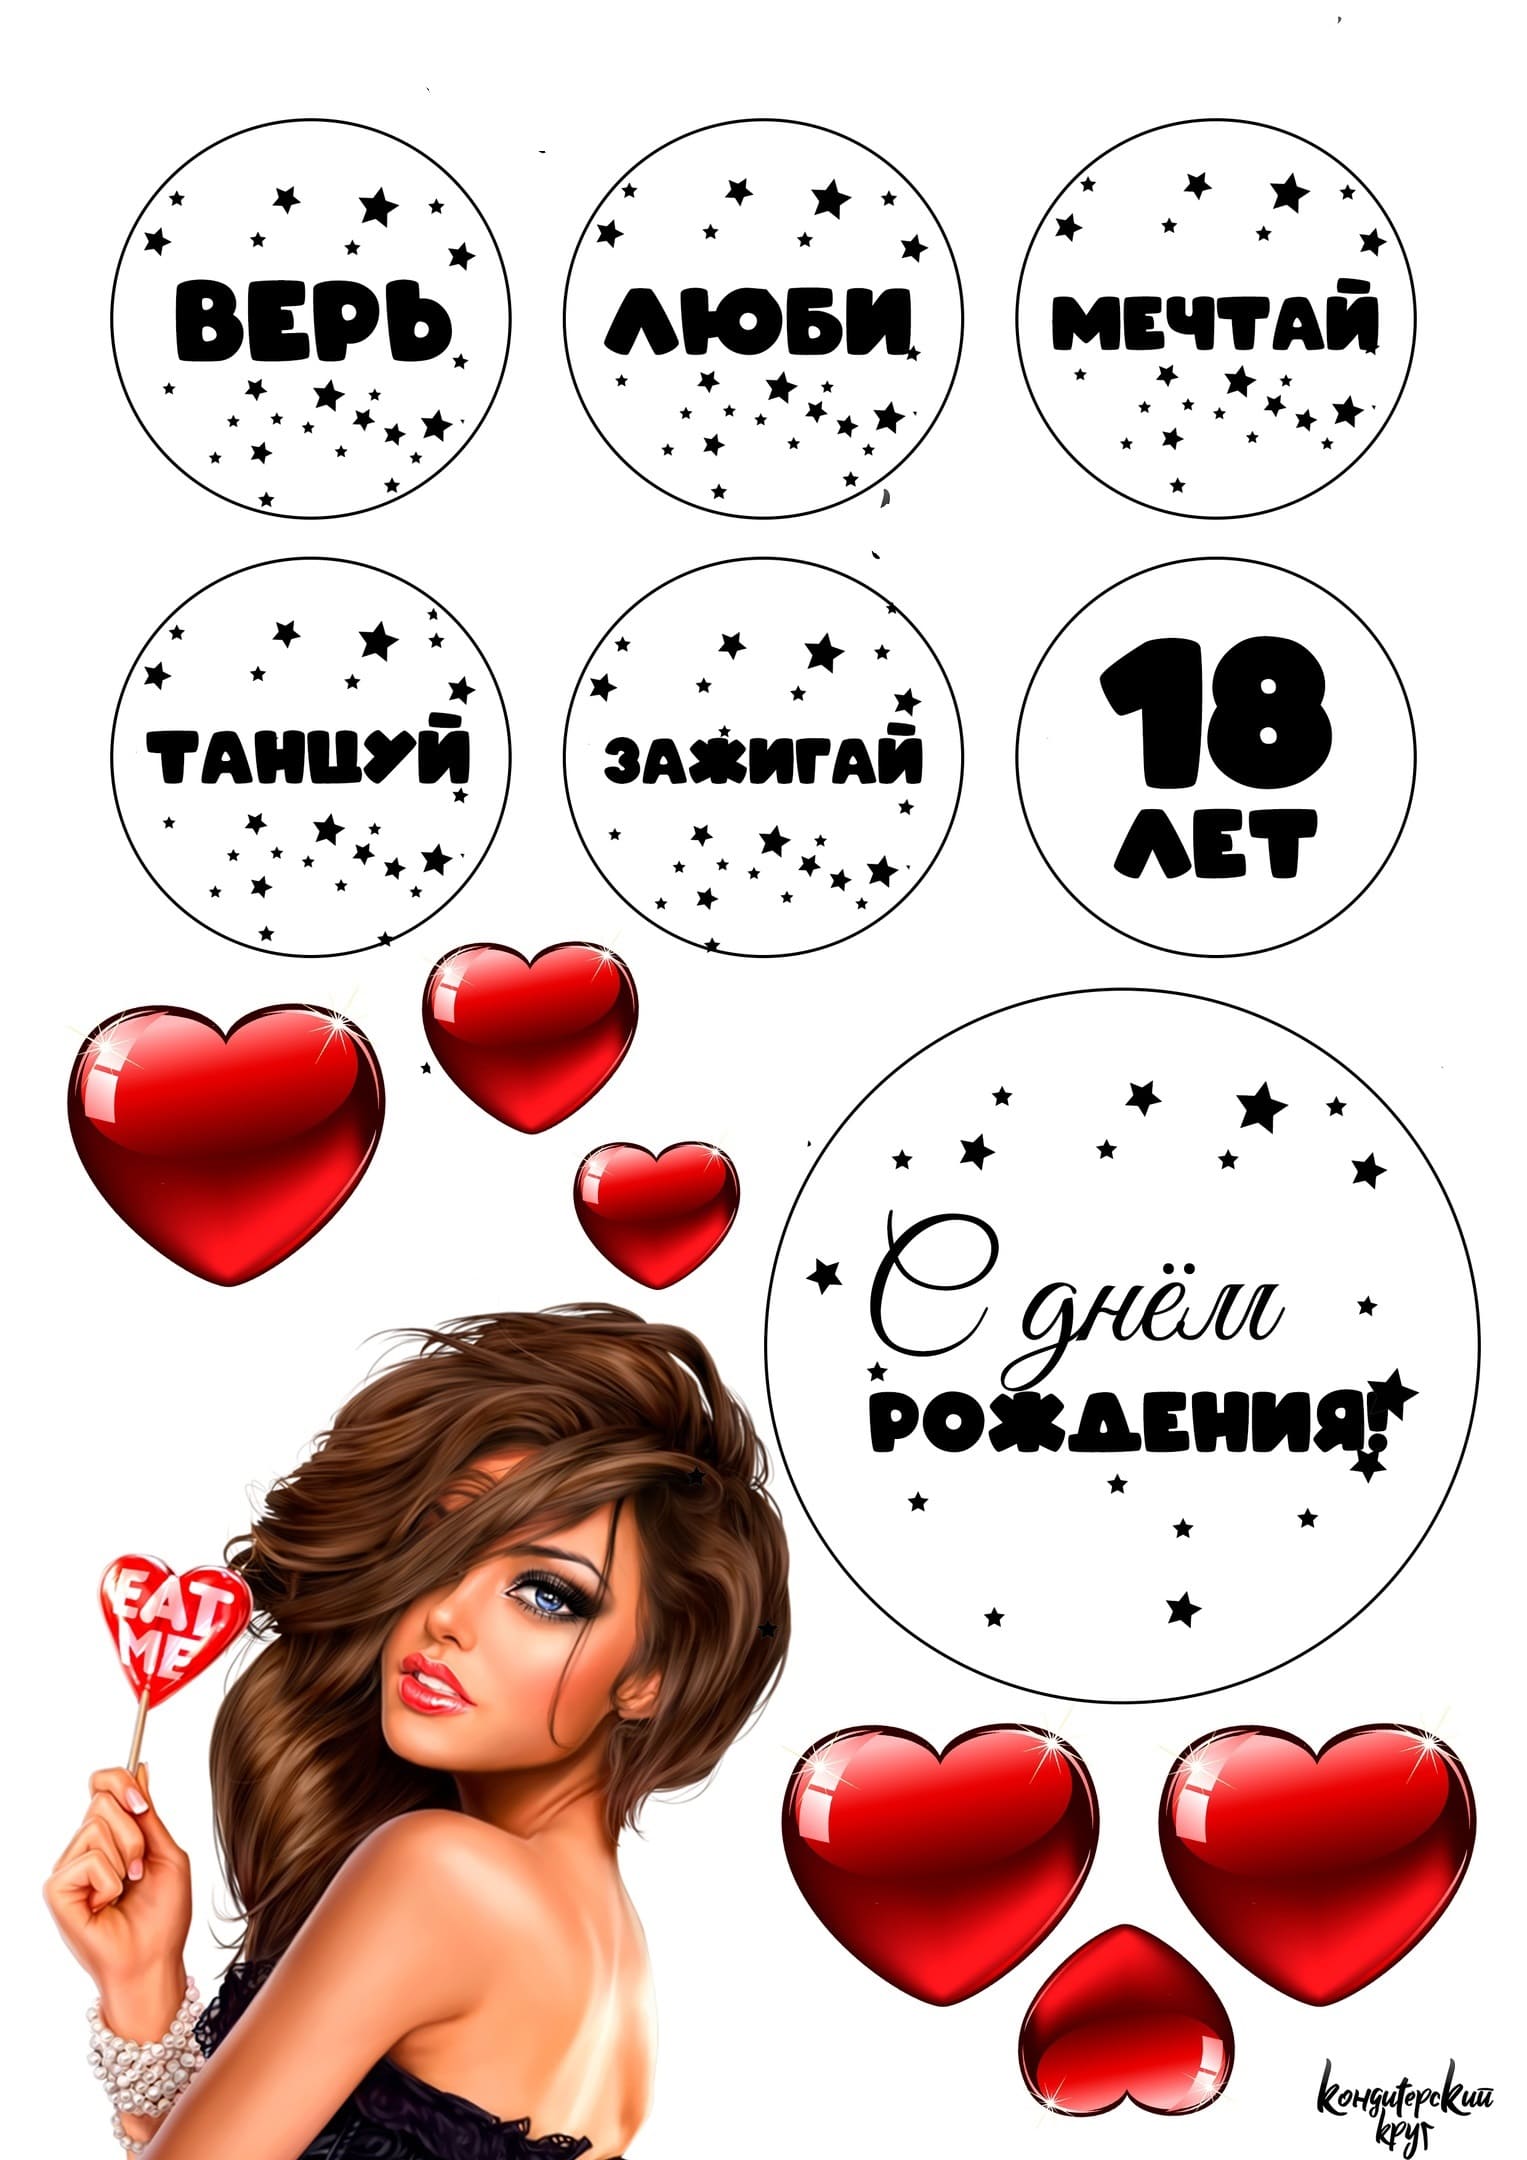 ВЕРЬ
ЛЮБИ
МЕЧТАЙ
ТАНЦУЙ
ЗАЖИГАЙ
18
ЛЕТ
С днём
РОЖДЕНИЯ!
EAT
ME
кондитерский
круг